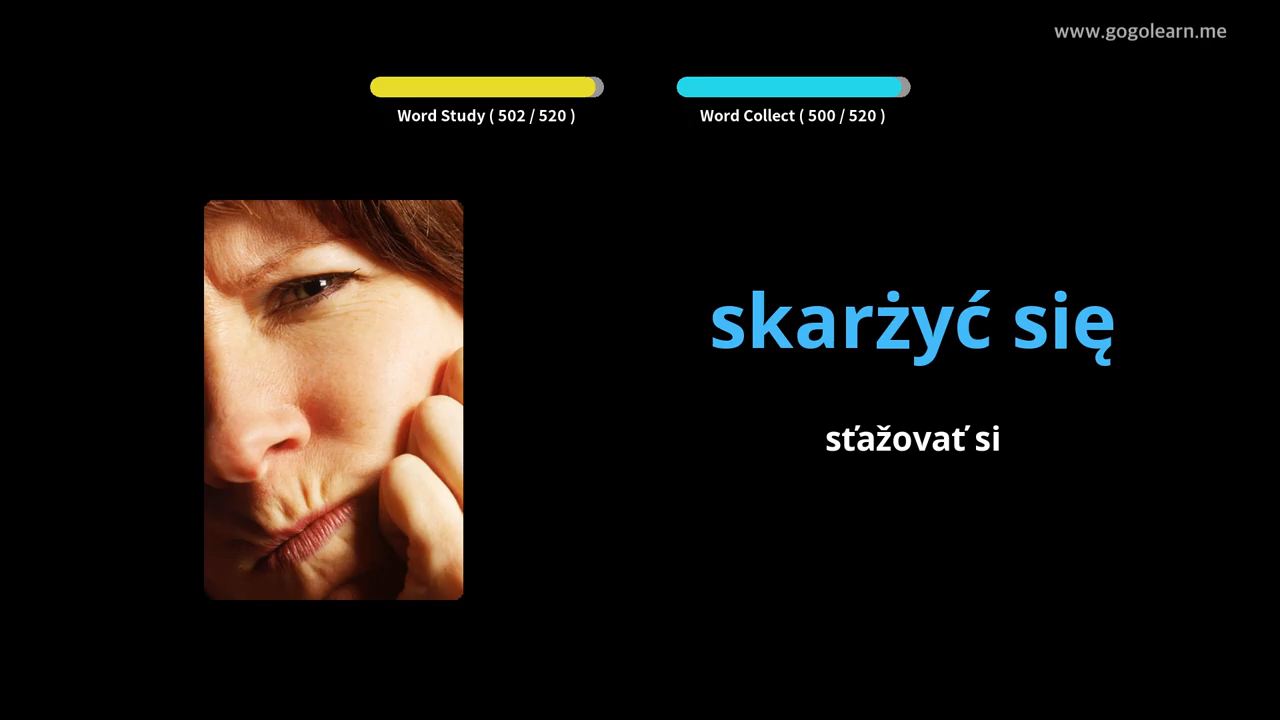 www.gogolearn.me
Word Study ( 502 / 520 )
Word Collect ( 500 / 520 )
skarżyć się
sťažovať si